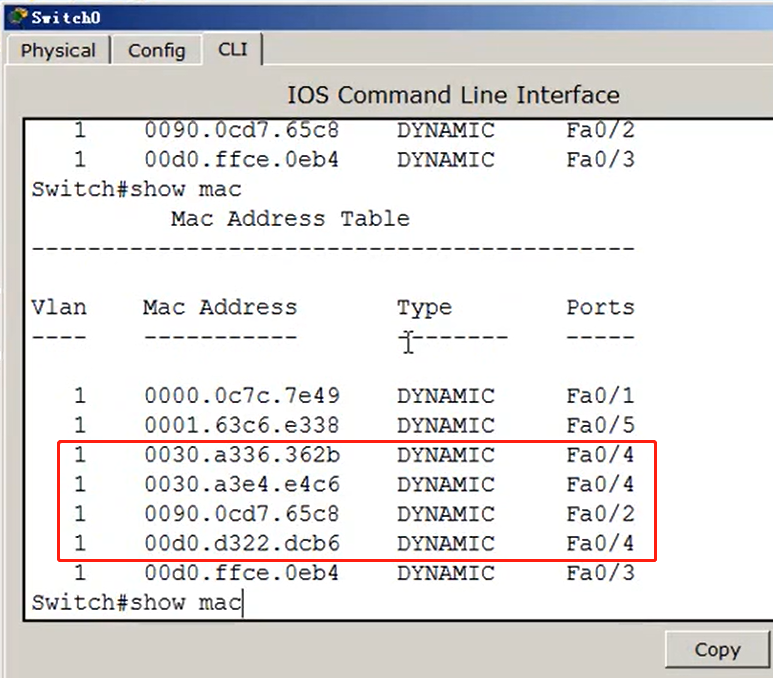 Switch0
Physical Config CLI
IOS Command Line Interface
1 0090.0cd7.65c8 DYNAMIC Fa0/2
1 00d0.ffce.0eb4 DYNAMIC Fa0/3
Switch#show mac
Mac Address Table
-------------------------------------------
Vlan Mac Address Type Ports
---- ----------- -------- -----
1 0000.0c7c.7e49 DYNAMIC Fa0/1
1 0001.63c6.e338 DYNAMIC Fa0/5
1 0030.a336.362b DYNAMIC Fa0/4
1 0030.a3e4.e4c6 DYNAMIC Fa0/4
1 0090.0cd7.65c8 DYNAMIC Fa0/2
1 00d0.d322.dcb6 DYNAMIC Fa0/4
1 00d0.ffce.0eb4 DYNAMIC Fa0/3
Switch#show mac
Copy